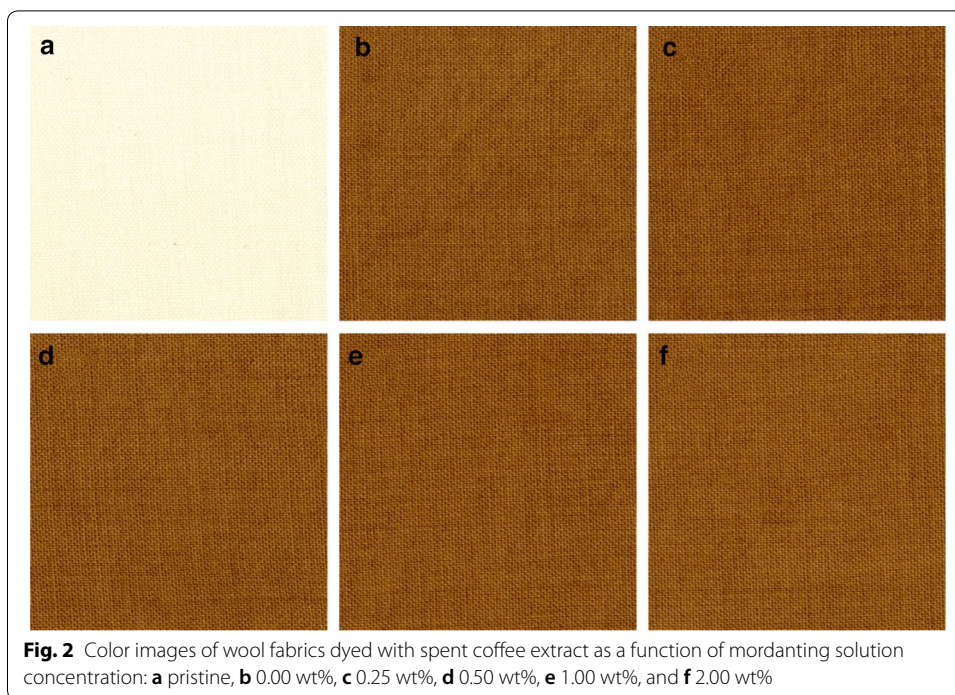 a
b
c
d
e
f
Fig. 2 Color images of wool fabrics dyed with spent coffee extract as a function of mordanting solution
concentration: a pristine, b 0.00 wt%, c 0.25 wt%, d 0.50 wt%, e 1.00 wt%, and f 2.00 wt%